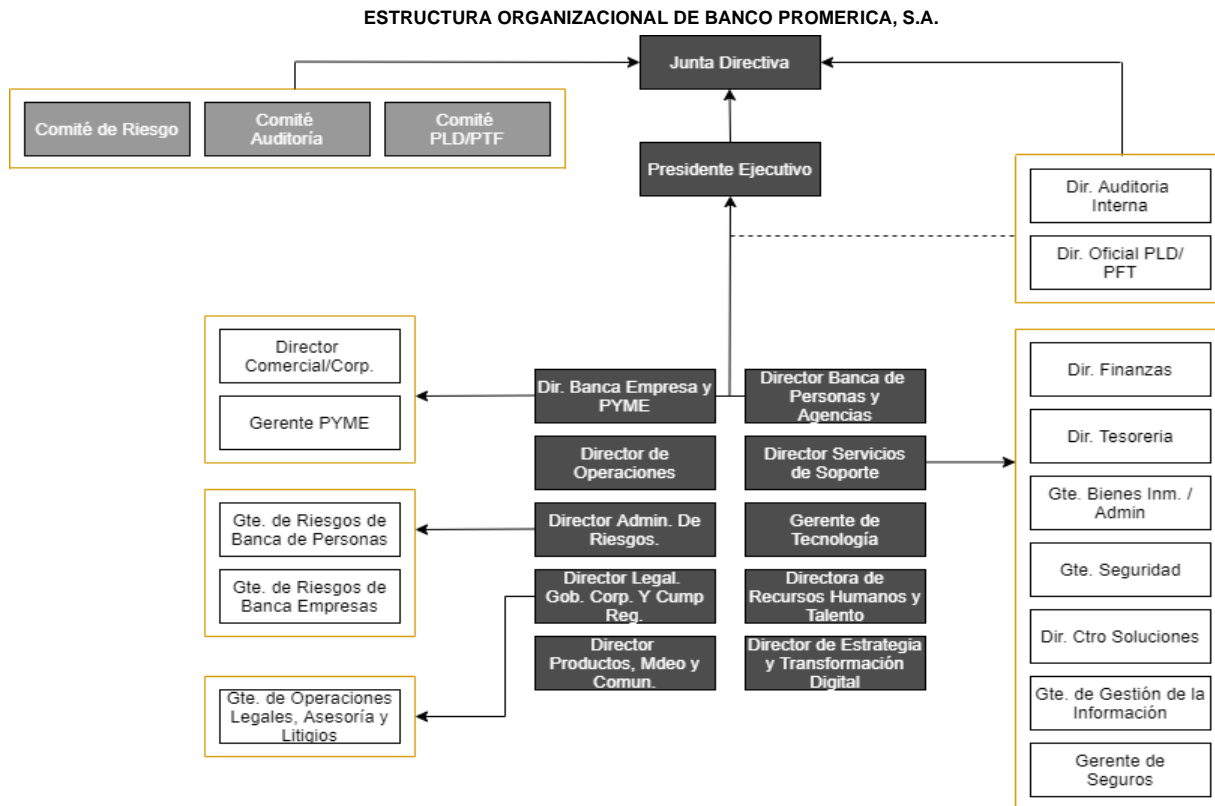 ESTRUCTURA ORGANIZACIONAL DE BANCO PROMERICA, S.A.
Junta Directiva
Comité de Riesgo
Comité
Auditoría
Comité
PLD/PTF
Presidente Ejecutivo
Dir. Auditoria
Interna
Dir. Oficial PLD/
PFT
Director
Comercial/Corp.
Gerente PYME
Dir. Banca Empresa y
PYME
Director Banca de
Personas y
Agencias
Director de
Operaciones
Director Servicios
de Soporte
Gte. de Riesgos de
Banca de Personas
Gte. de Riesgos de
Banca Empresas
Director Admin. De
Riesgos.
Gerente de
Tecnología
Director Legal.
Gob. Corp. Y Cump
Reg.
Directora de
Recursos Humanos y
Talento
Director
Productos, Mdeo y
Comun.
Director de Estrategia
y Transformación
Digital
Gte. de Operaciones
Legales, Asesoría y
Litigios
Dir. Finanzas
Dir. Tesoreria
Gte. Bienes Inm. /
Admin
Gte. Seguridad
Dir. Ctro Soluciones
Gte. de Gestión de la
Información
Gerente de
Seguros